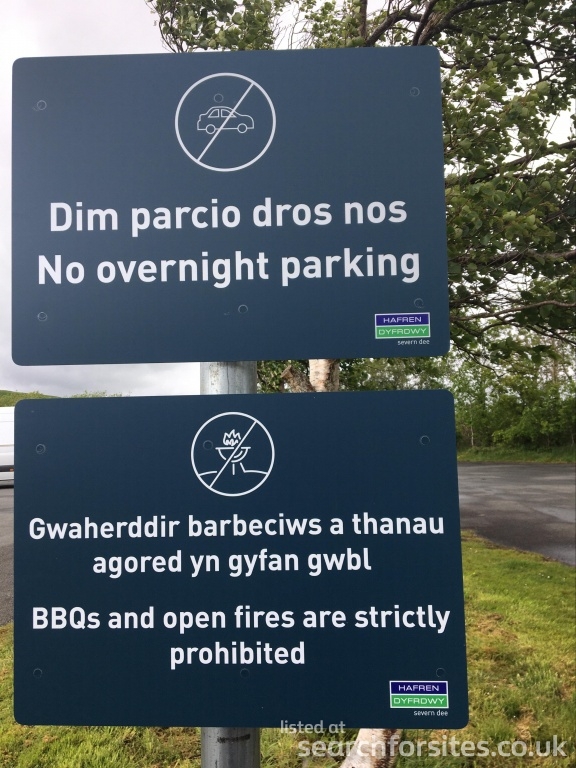 Dim parcio dros nos
No overnight parking
HAFREN
DYFRDWY
severn dee
Gwaherddir barbeciws a thanau
agored yn gyfan gwbl
BBQs and open fires are strictly
prohibited
HAFREN
DYFRDWY
severn dee
listed at
searchforsites.co.uk